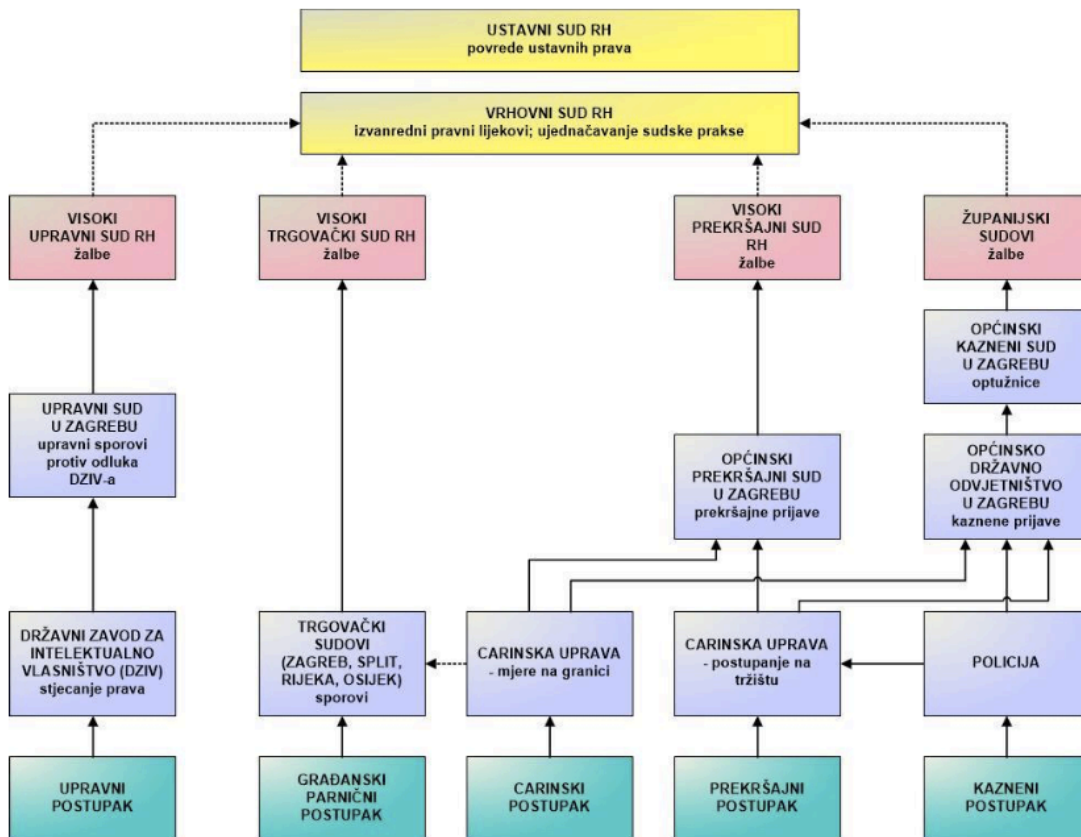 USTAVNI SUD RH
povrede ustavnih prava
VRHOVNI SUD RH
izvanredni pravni lijekovi; ujednačavanje sudske prakse
VISOKI
UPRAVNI SUD RH
žalbe
VISOKI
TRGOVAČKI SUD RH
žalbe
VISOKI
PREKRŠAJNI SUD
RH
žalbe
ŽUPANIJSKI
SUDOVI
žalbe
OPĆINSKI
KAZNENI SUD
U ZAGREBU
optužnice
UPRAVNI SUD
U ZAGREBU
upravni sporovi
protiv odluka
DZIV-a
OPĆINSKI
PREKRŠAJNI SUD
U ZAGREBU
prekršajne prijave
OPĆINSKO
DRŽAVNO
ODVJETNIŠTVO
U ZAGREBU
kaznene prijave
DRŽAVNI ZAVOD ZA
INTELEKTUALNO
VLASNIŠTVO (DZIV)
stjecanje prava
TRGOVAČKI
SUDOVI
(ZAGREB, SPLIT,
RIJEKA, OSIJEK)
sporovi
CARINSKA UPRAVA
- mjere na granici
CARINSKA UPRAVA
- postupanje na
tržištu
POLICIJA
UPRAVNI
POSTUPAK
GRAĐANSKI
PARNIČNI
POSTUPAK
CARINSKI
POSTUPAK
PREKRŠAJNI
POSTUPAK
KAZNENI
POSTUPAK